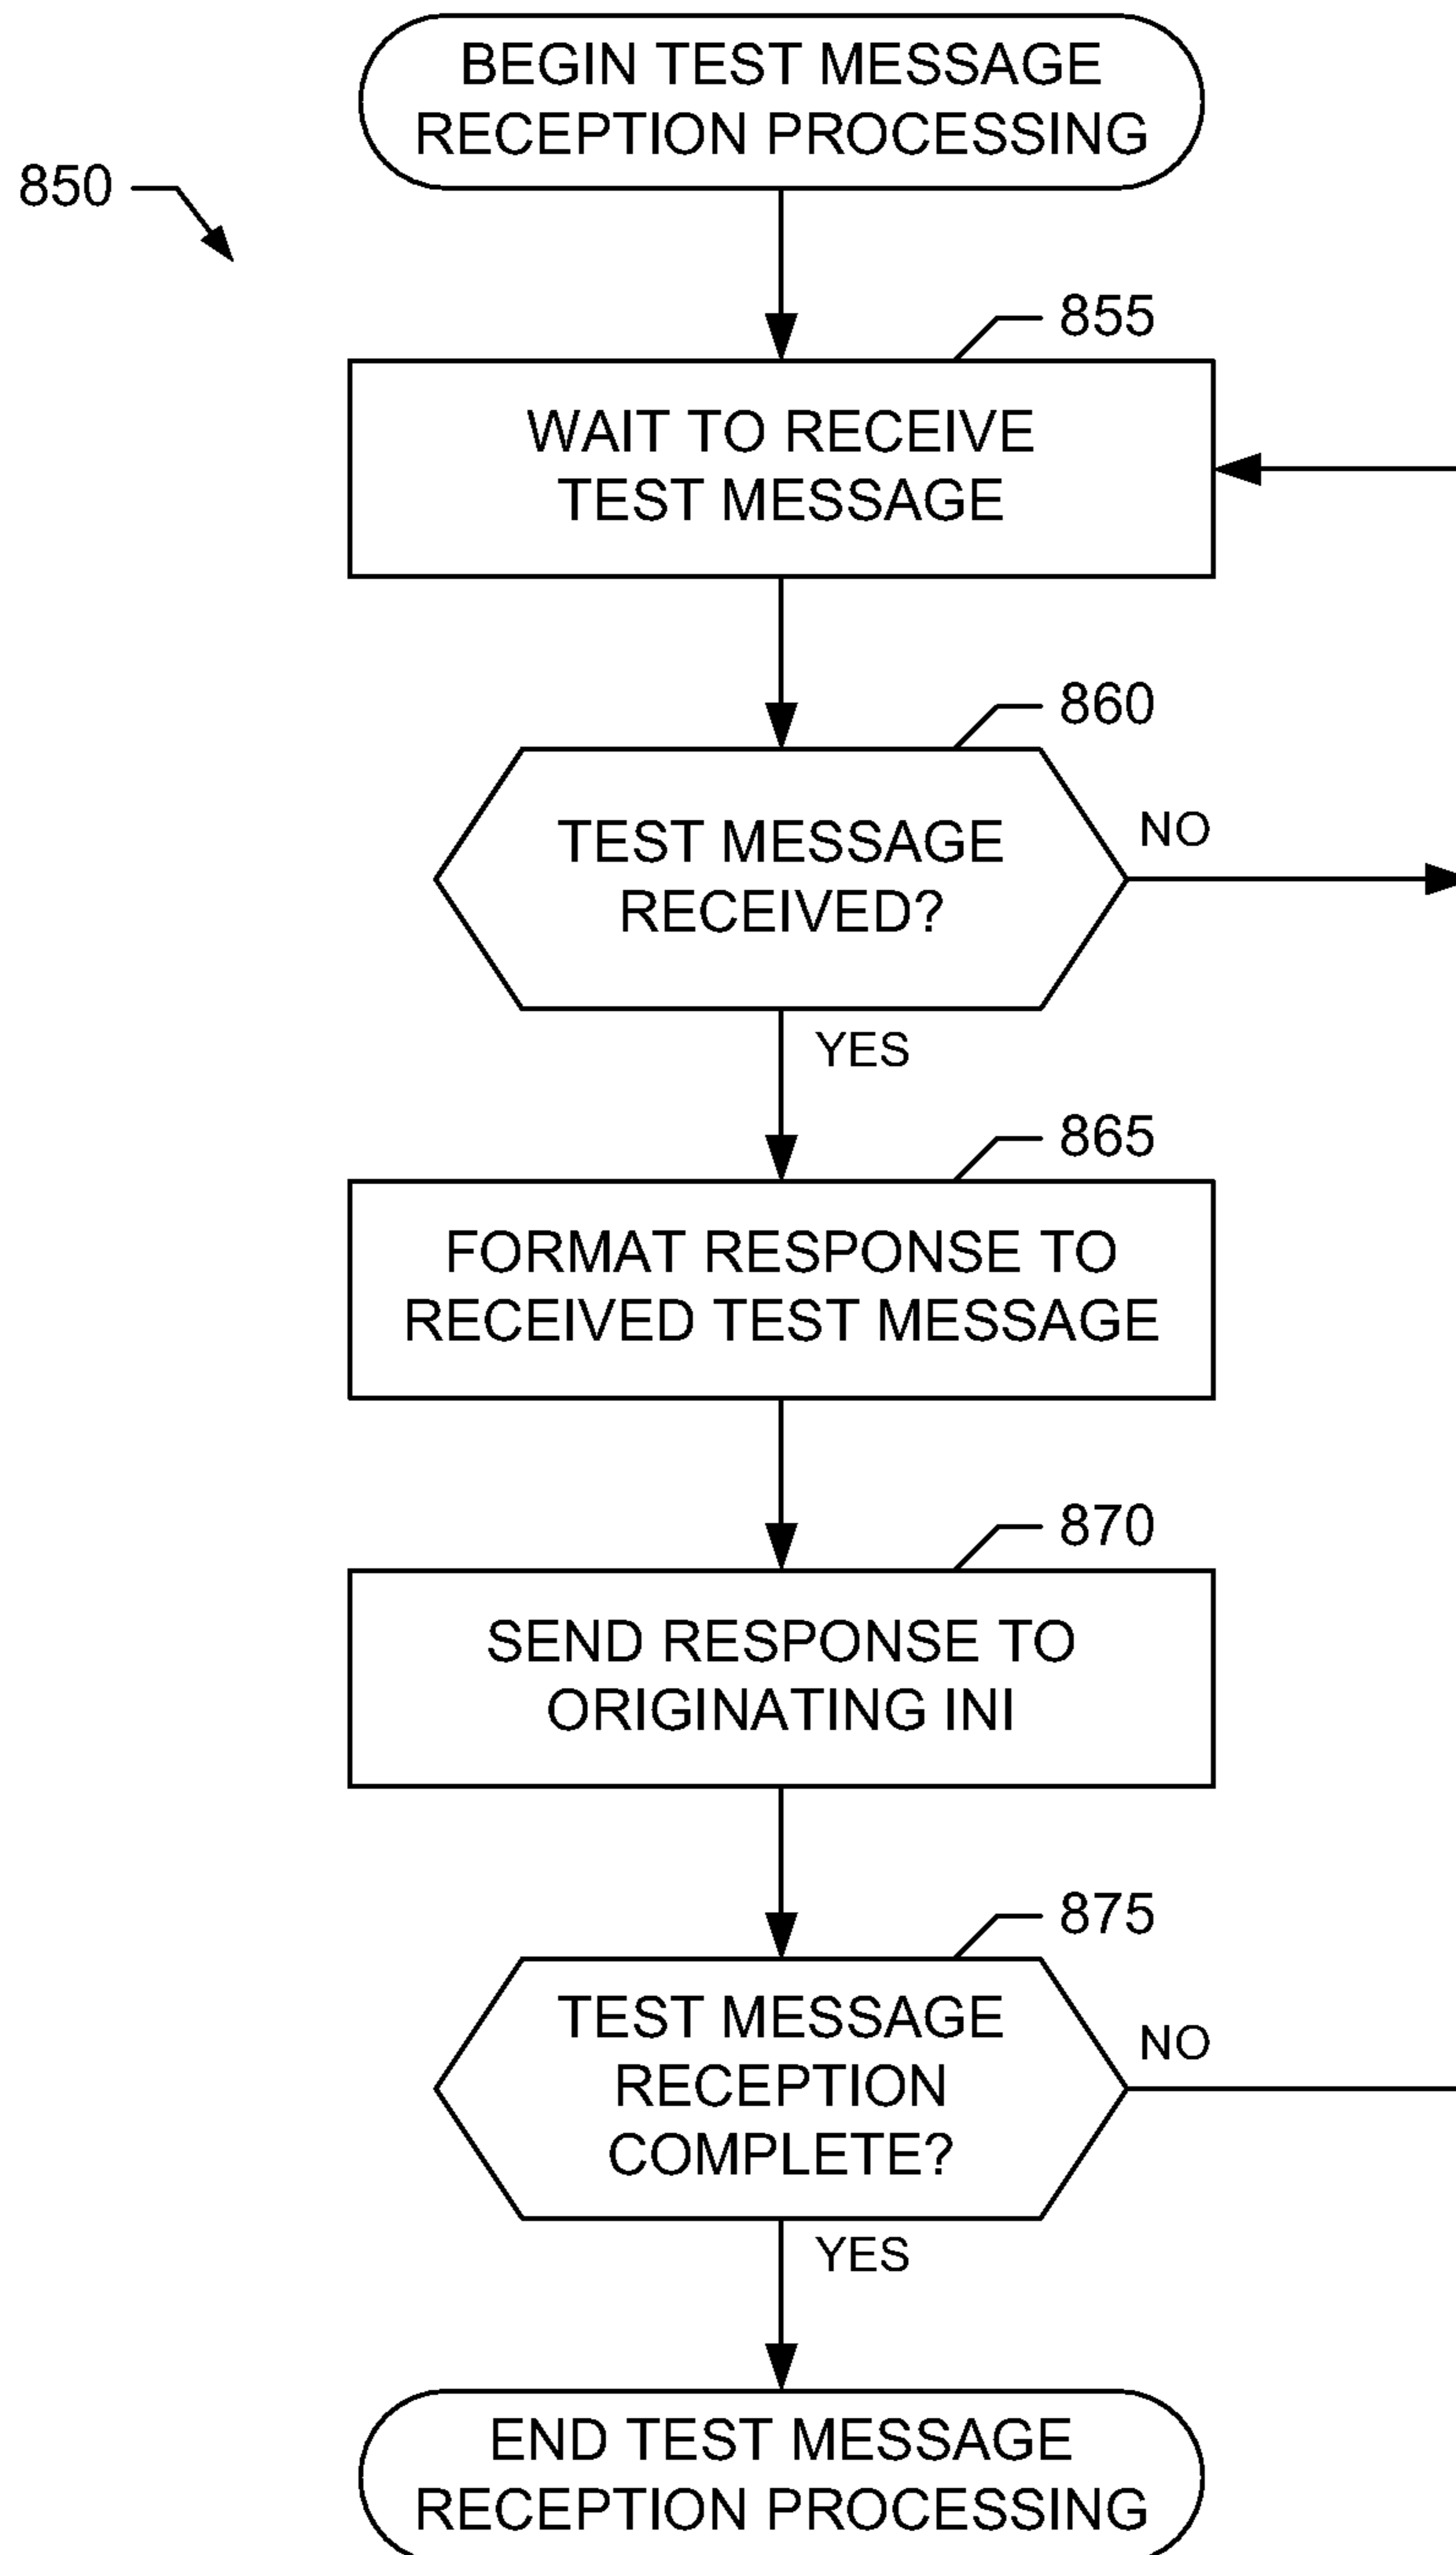 BEGIN TEST MESSAGE
RECEPTION PROCESSING
850
855
WAIT TO RECEIVE
TEST MESSAGE
860
TEST MESSAGE
RECEIVED?
NO
YES
865
FORMAT RESPONSE TO
RECEIVED TEST MESSAGE
870
SEND RESPONSE TO
ORIGINATING INI
875
TEST MESSAGE
RECEPTION
COMPLETE?
NO
YES
END TEST MESSAGE
RECEPTION PROCESSING